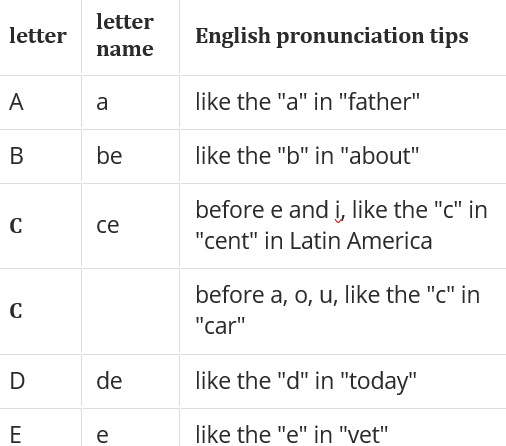 letter letter name English pronunciation tips
A a like the "a" in "father"
B be like the "b" in "about"
C ce before e and i, like the "c" in
"cent" in Latin America
C before a, o, u, like the "c" in
"car"
D de like the "d" in "today"
E e like the "e" in "vet"